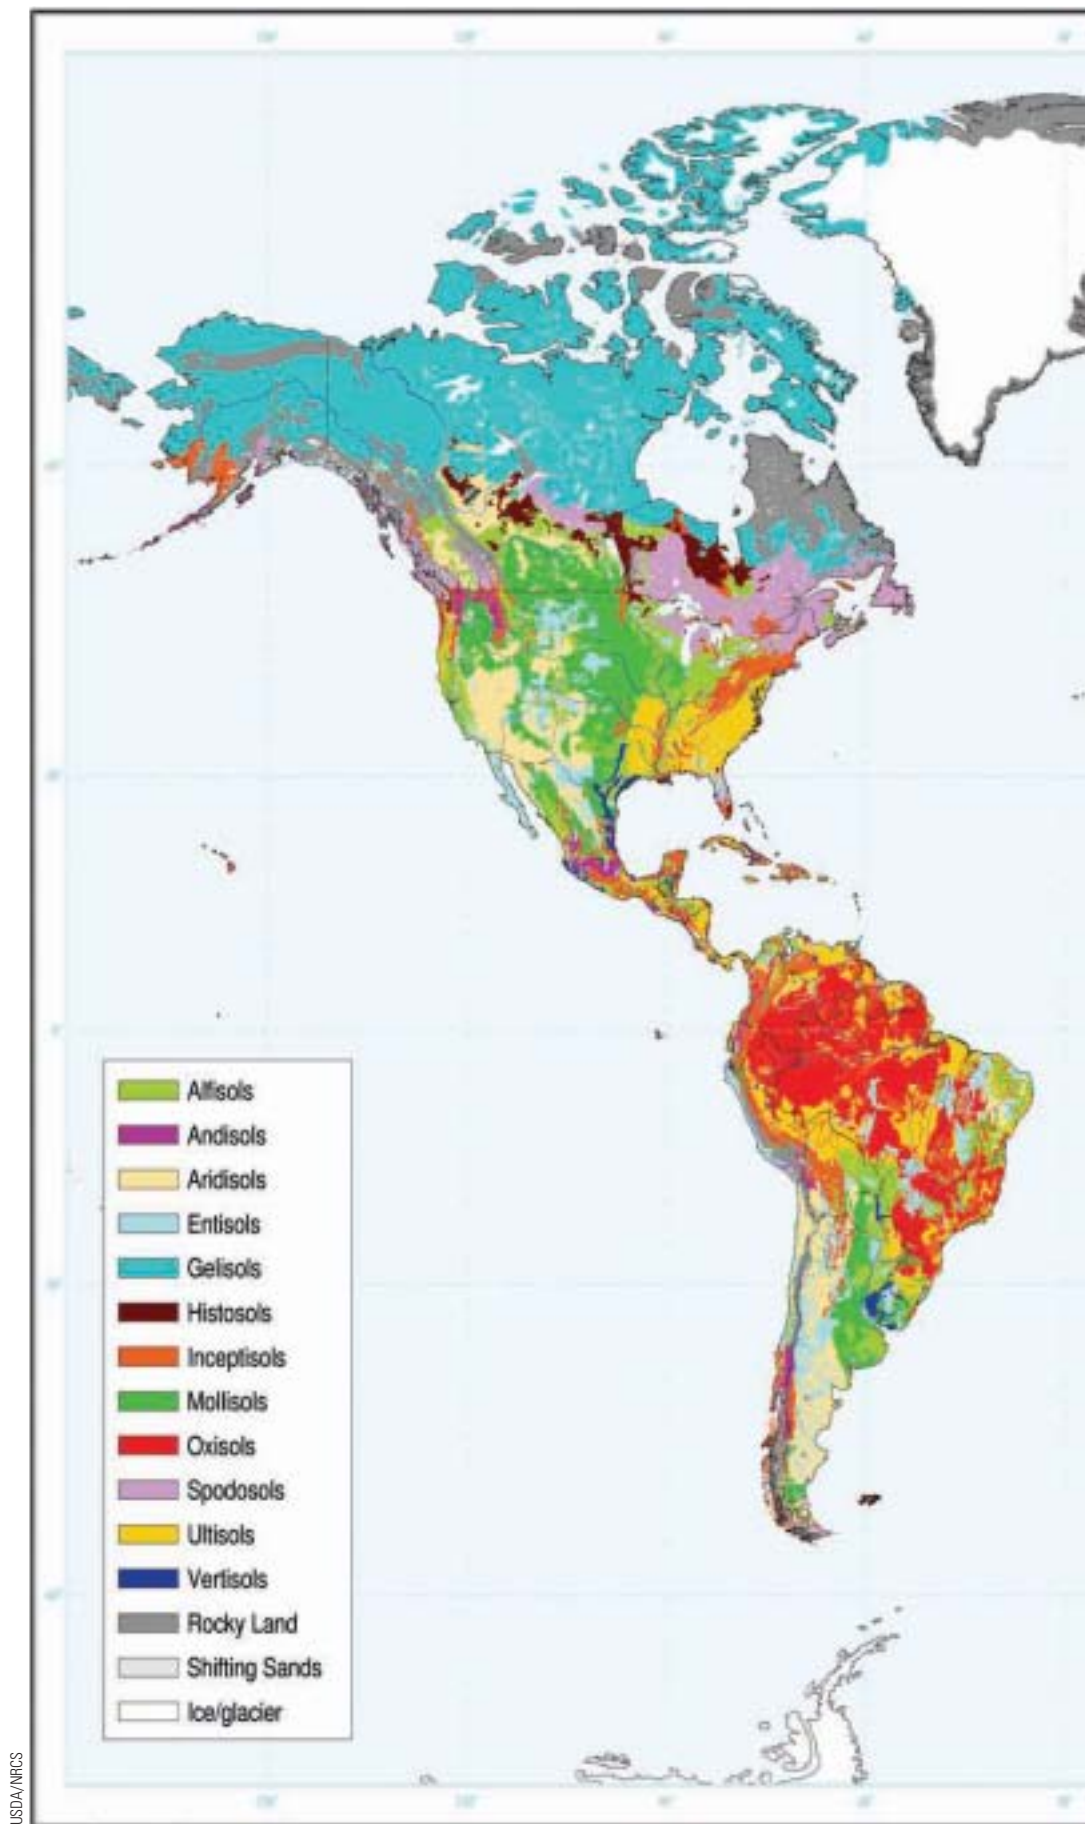 Alfisols
Andisols
Aridisols
Entisols
Gelisols
Histosols
Inceptisols
Mollisols
Oxisols
Spodosols
Ultisols
Vertisols
Rocky Land
Shifting Sands
Ice/glacier
USDA/NRCS